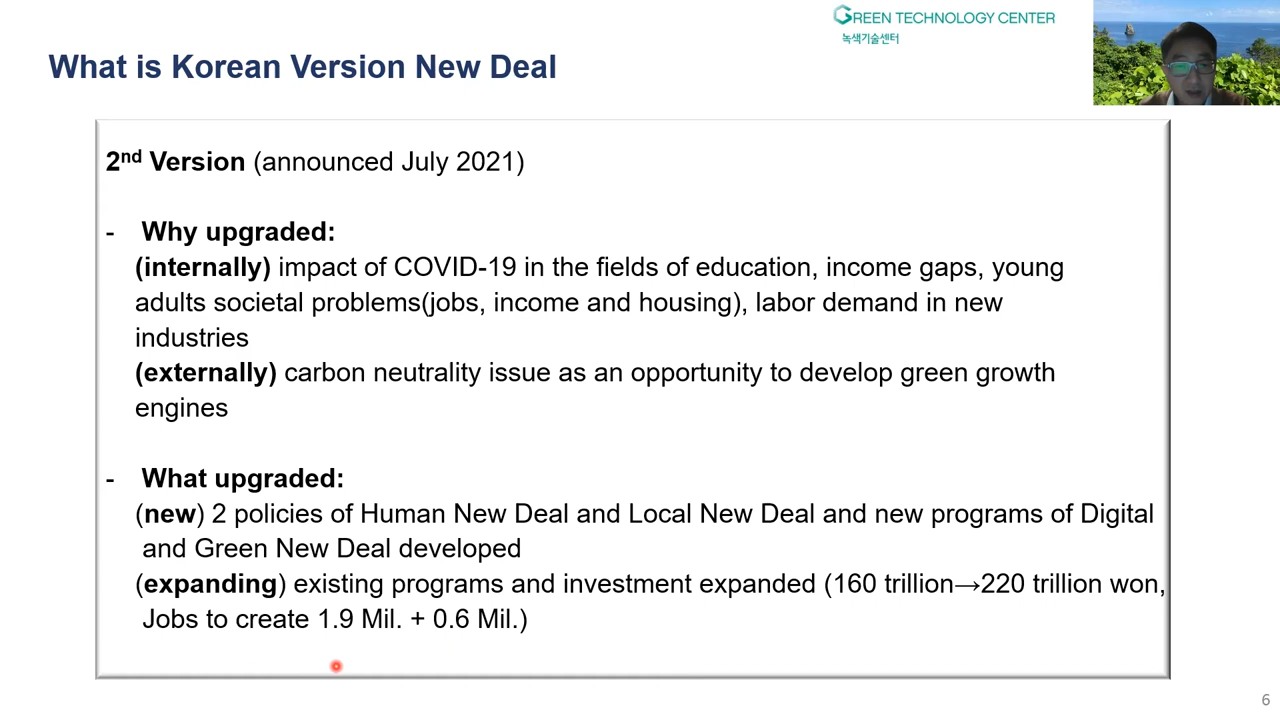 GREEN TECHNOLOGY CENTER
녹색기술센터
What is Korean Version New Deal
2nd Version (announced July 2021)
- Why upgraded:
(internally) impact of COVID-19 in the fields of education, income gaps, young
adults societal problems(jobs, income and housing), labor demand in new
industries
(externally) carbon neutrality issue as an opportunity to develop green growth
engines
- What upgraded:
(new) 2 policies of Human New Deal and Local New Deal and new programs of Digital
and Green New Deal developed
(expanding) existing programs and investment expanded (160 trillion→220 trillion won,
Jobs to create 1.9 Mil. + 0.6 Mil.)
6